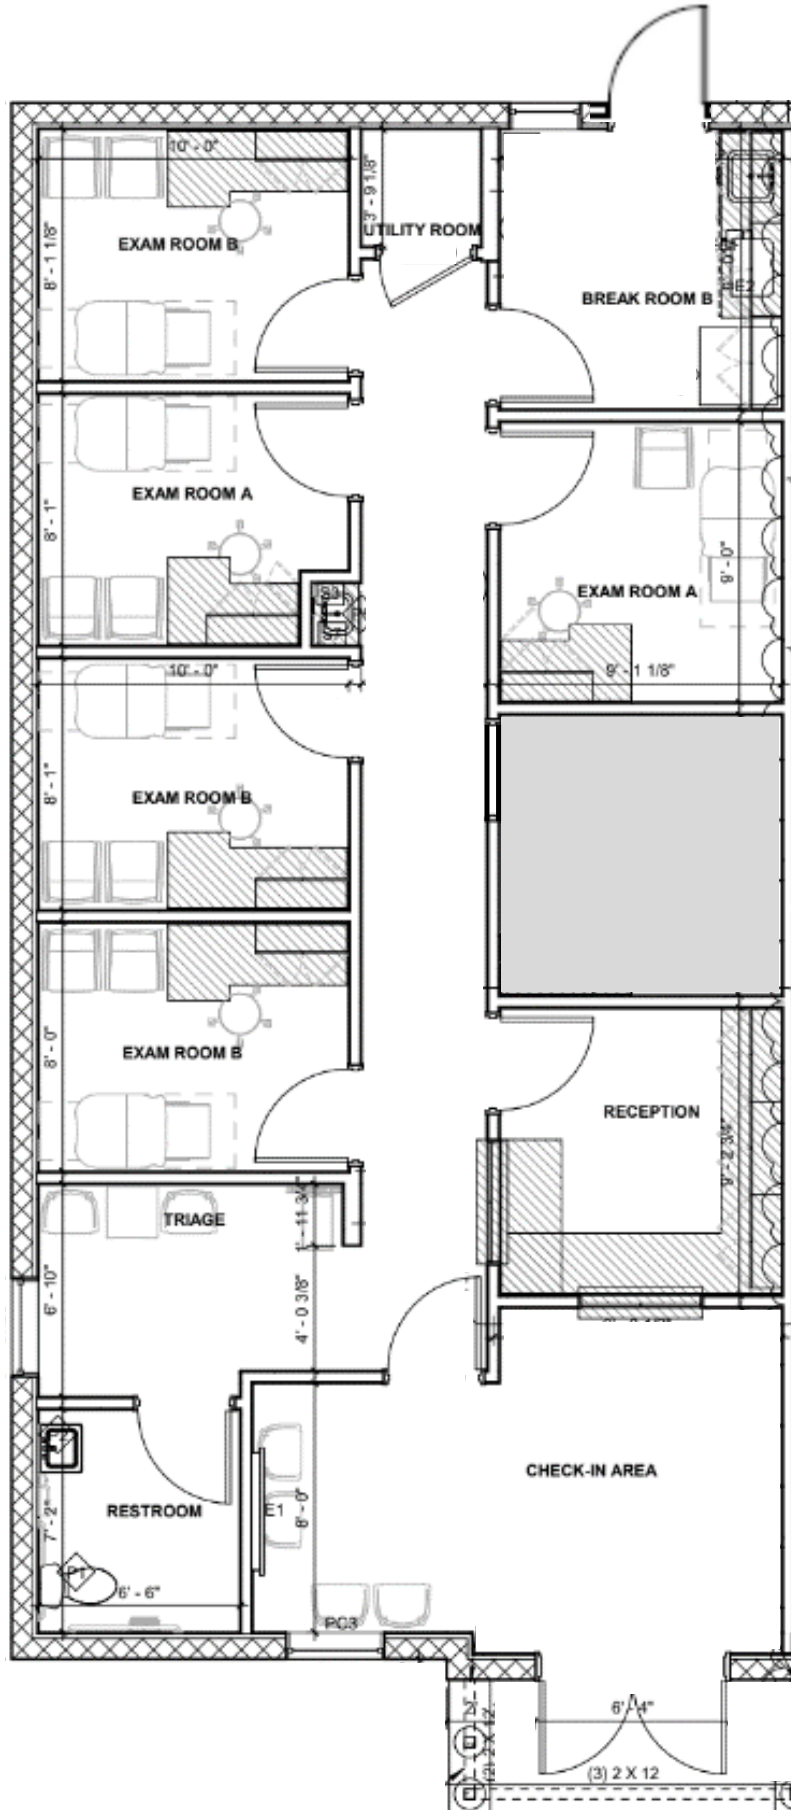 10' - 0"
3' - 9 1/8"
UTILITY ROOM
EXAM ROOM B
8' - 1 1/8"
BREAK ROOM B
EXAM ROOM A
8' - 1"
EXAM ROOM A
9' - 0"
9' - 1 1/8"
10' - 0"
EXAM ROOM B
8' - 1"
EXAM ROOM B
8' - 0"
RECEPTION
9' - 2 3/4"
TRIAGE
1' - 11 3/4"
6' - 10"
4' - 0 3/8"
CHECK-IN AREA
RESTROOM
7' - 2"
E1
8' - 0"
P1
6' - 6"
PC3
6' - 4"
(2) 2 X 12
(3) 2 X 12